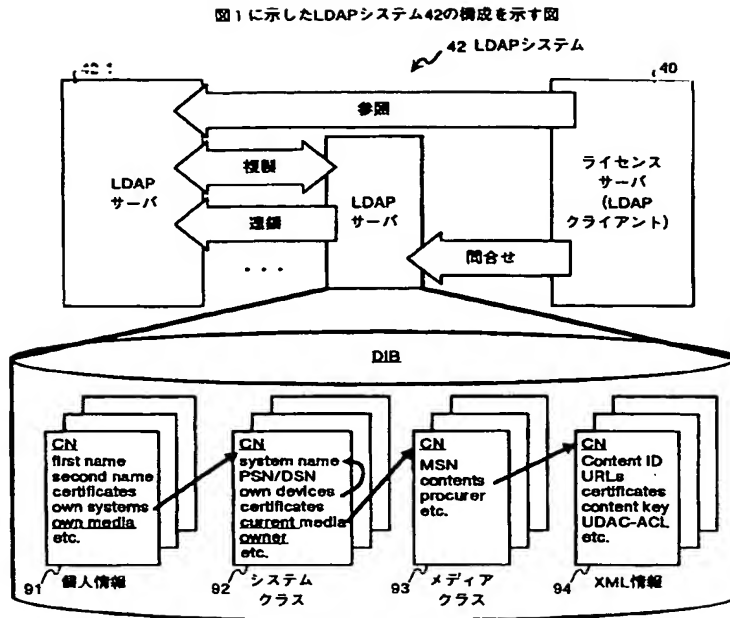 図1に示したLDAPシステム42の構成を示す図
42 LDAPシステム
42-1
40
参照
複製
LDAP
サーバ
LDAP
サーバ
ライセンス
サーバ
(LDAP
クライアント)
連鎖
・・・
問合せ
DIB
CN
first name
second name
certificates
own systems
own media
etc.
CN
system name
PSN/DSN
own devices
certificates
current media
owner
etc.
CN
MSN
contents
procurer
etc.
CN
Content ID
URLs
certificates
content key
UDAC-ACL
etc.
91 個人情報
92 システム
クラス
93 メディア
クラス
94 XML情報